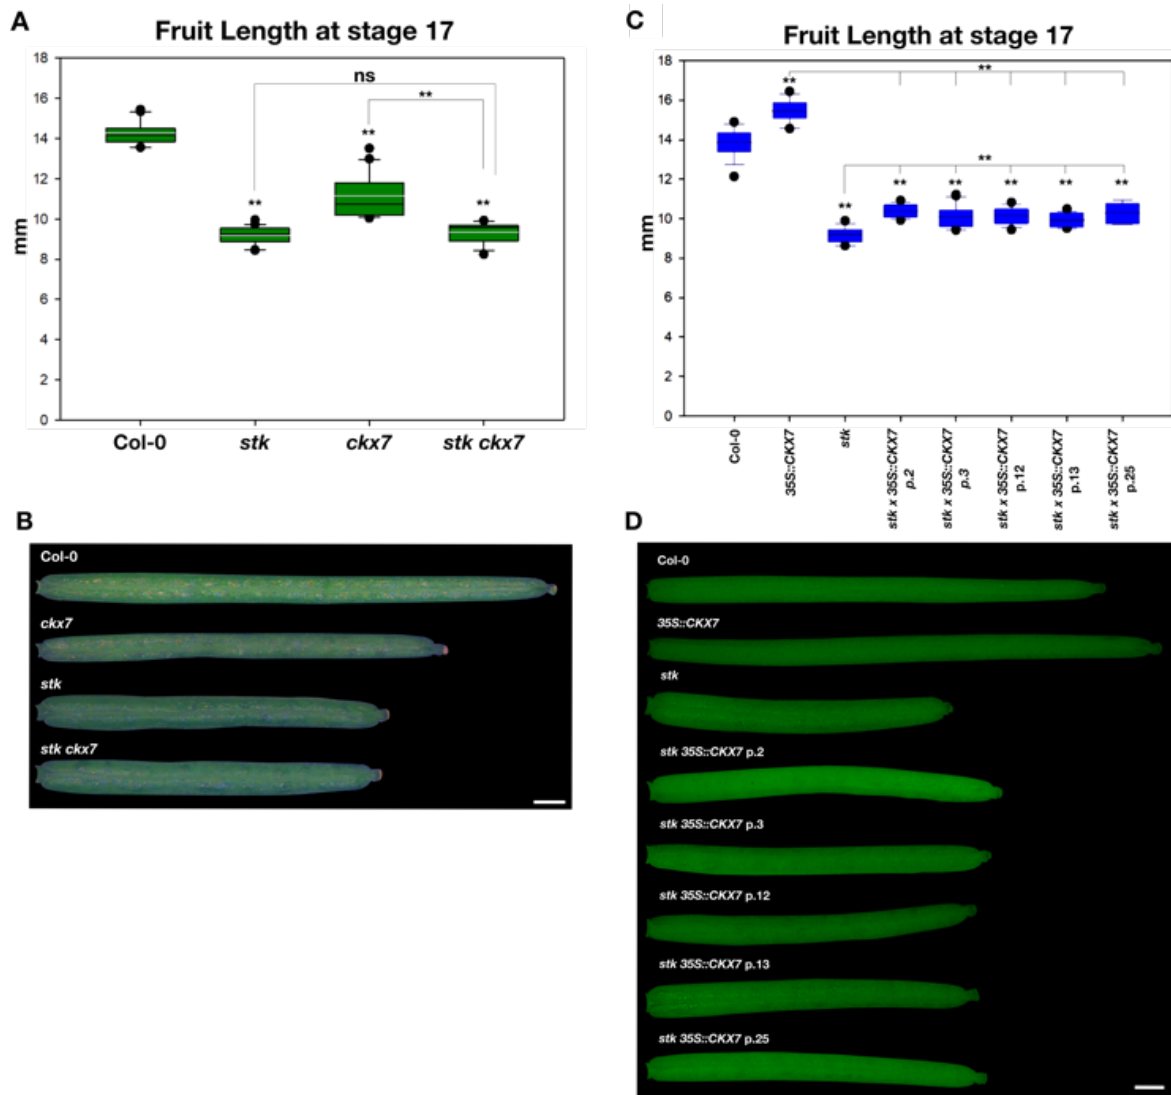 A
Fruit Length at stage 17
18
16
14
12
10
8
6
4
2
0
mm
ns
**
**
**
**
Col-0
stk
ckx7
stk ckx7
B
Col-0
ckx7
stk
stk ckx7
C
Fruit Length at stage 17
18
16
14
12
10
8
6
4
2
0
mm
**
**
**
**
**
**
**
**
**
Col-0
35S::CKX7
stk
stk x 35S::CKX7
p.2
stk x 35S::CKX7
p.3
stk x 35S::CKX7
p.12
stk x 35S::CKX7
p.13
stk x 35S::CKX7
p.25
D
Col-0
35S::CKX7
stk
stk 35S::CKX7 p.2
stk 35S::CKX7 p.3
stk 35S::CKX7 p.12
stk 35S::CKX7 p.13
stk 35S::CKX7 p.25